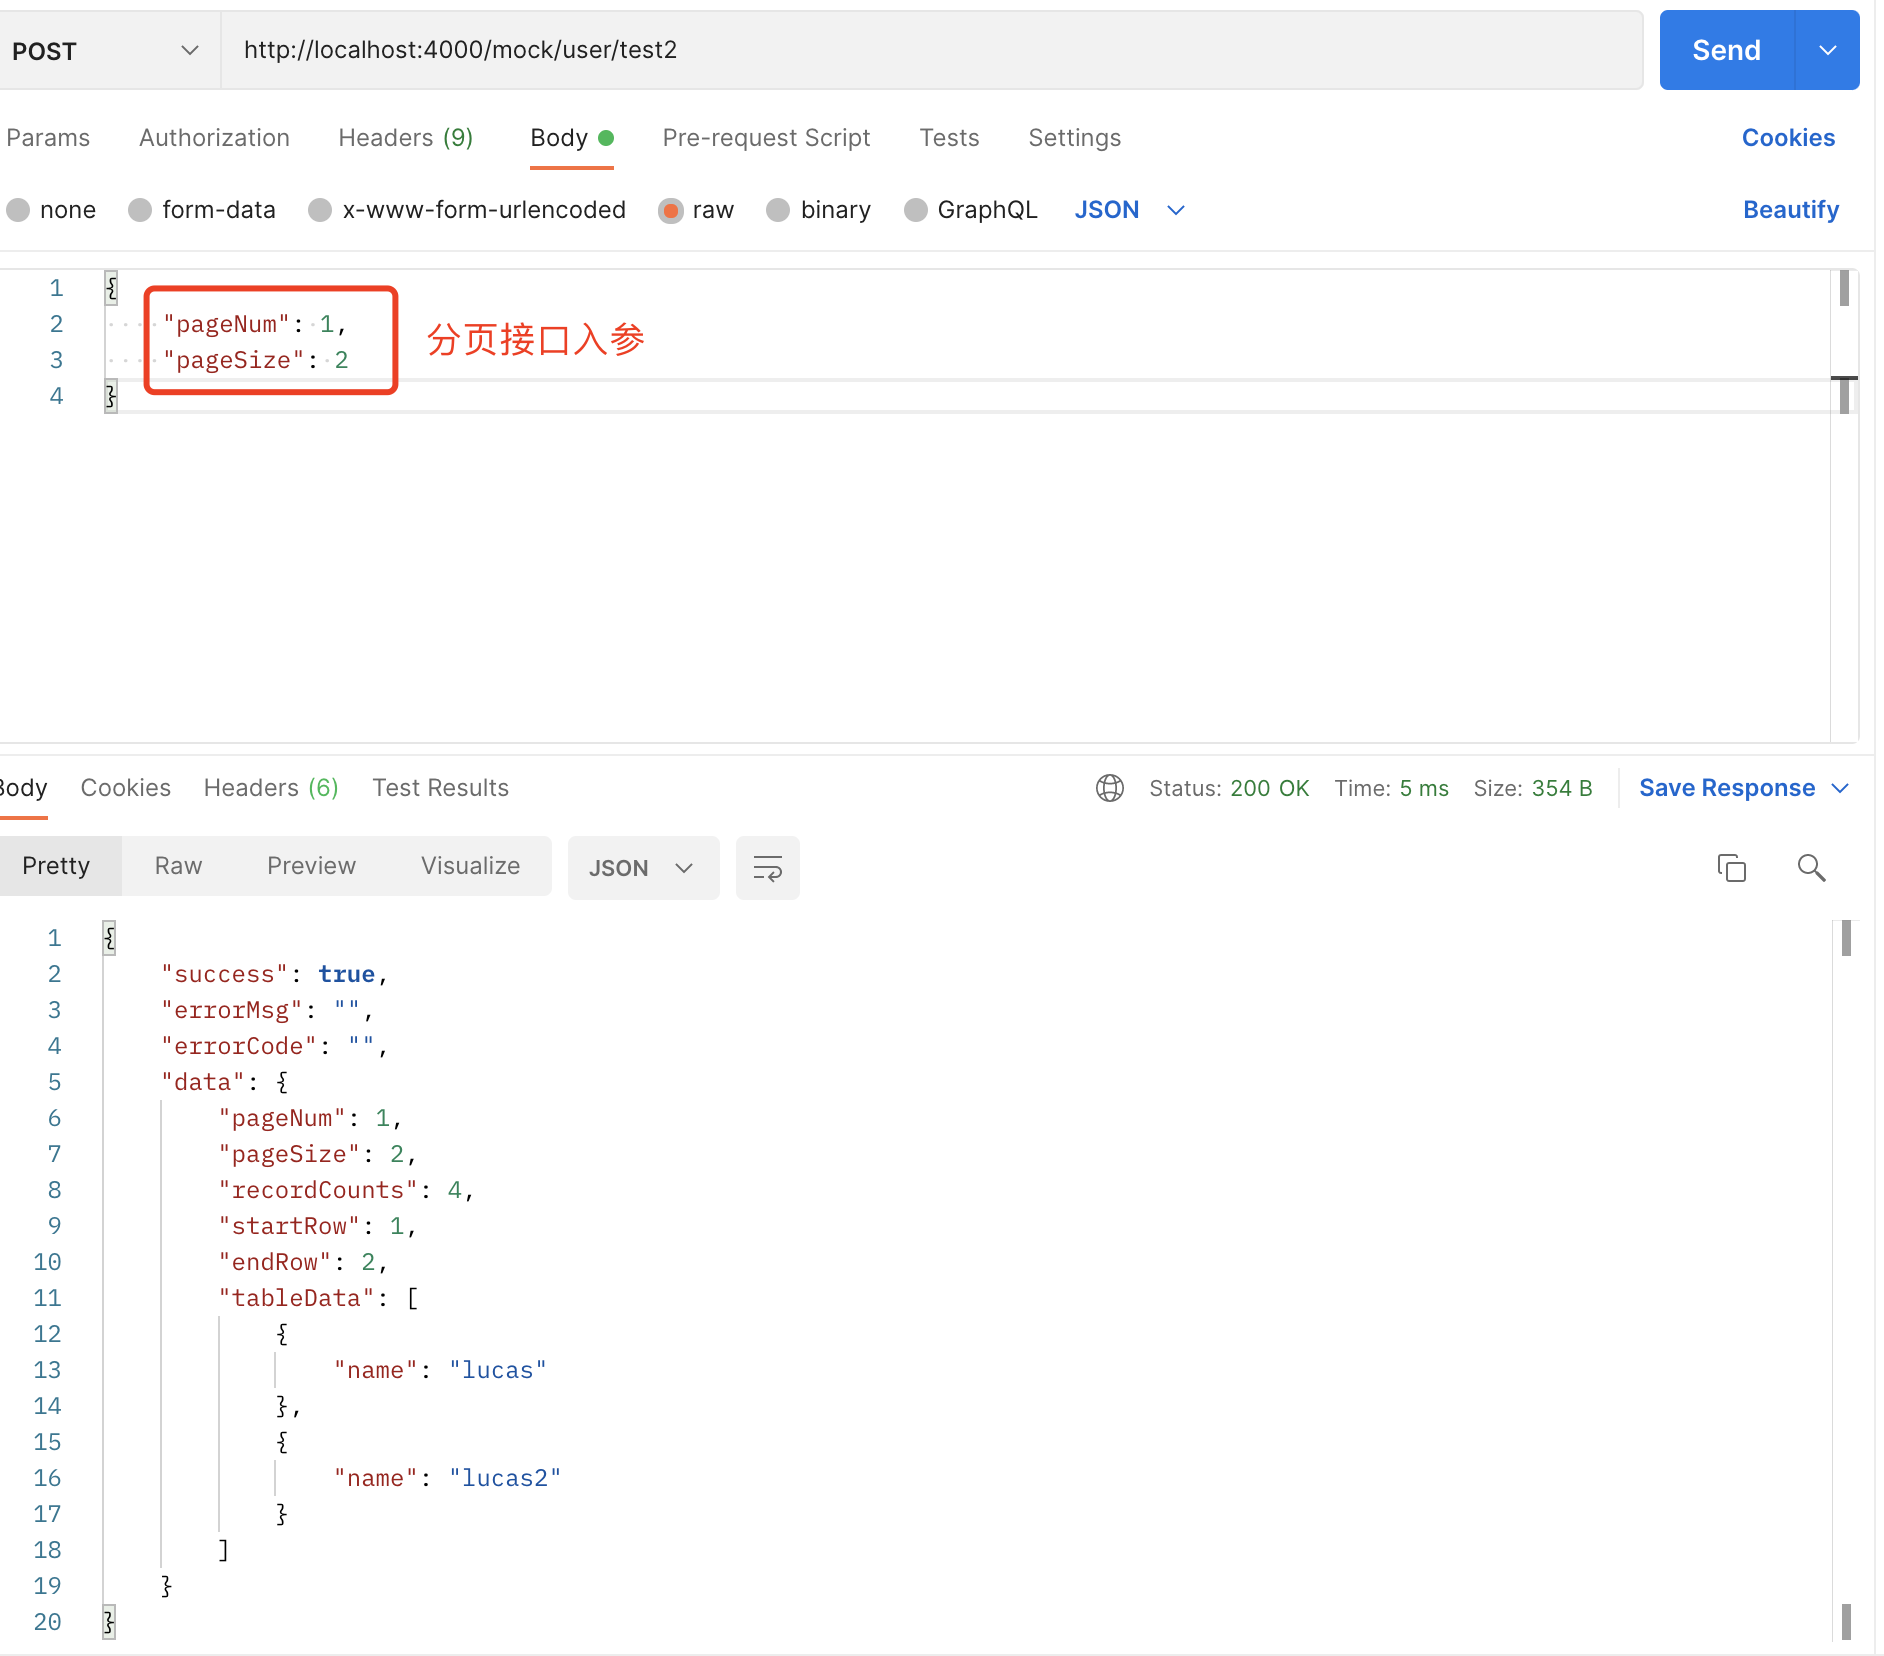 POST http://localhost:4000/mock/user/test2 Send
Params Authorization Headers (9) Body Pre-request Script Tests Settings Cookies
none form-data x-www-form-urlencoded raw binary GraphQL JSON Beautify
1 {
2 "pageNum": 1,
3 "pageSize": 2
4 }
分页接口入参
Body Cookies Headers (6) Test Results Status: 200 OK Time: 5 ms Size: 354 B Save Response
Pretty Raw Preview Visualize JSON
1 {
2 "success": true,
3 "errorMsg": "",
4 "errorCode": "",
5 "data": {
6 "pageNum": 1,
7 "pageSize": 2,
8 "recordCounts": 4,
9 "startRow": 1,
10 "endRow": 2,
11 "tableData": [
12 {
13 "name": "lucas"
14 },
15 {
16 "name": "lucas2"
17 }
18 ]
19 }
20 }